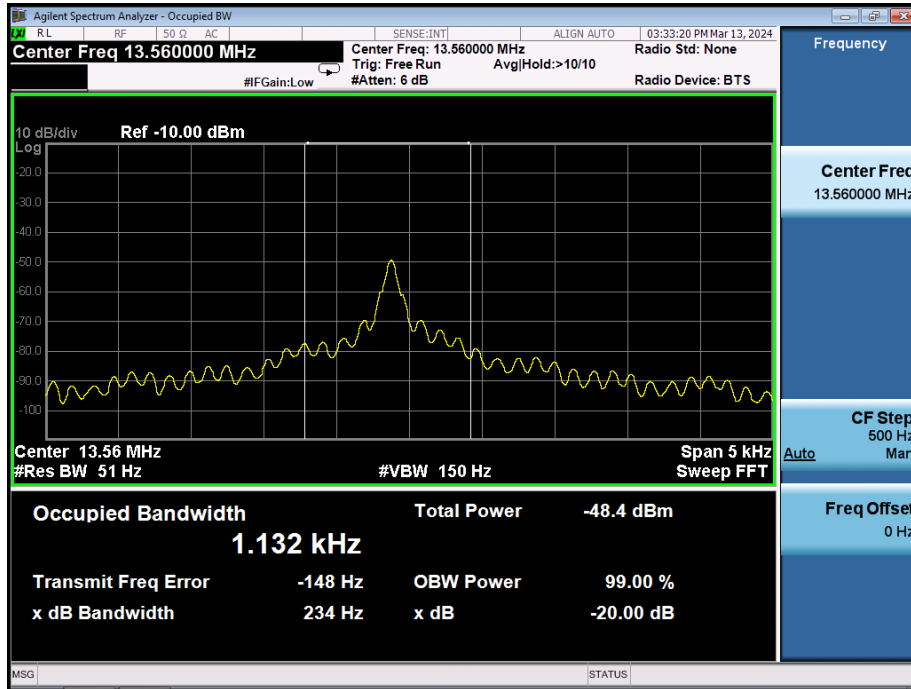 Agilent Spectrum Analyzer - Occupied BW
LXI RL RF 50 Ω AC SENSE:INT ALIGN AUTO 03:33:20 PM Mar 13, 2024
Center Freq 13.560000 MHz
Center Freq: 13.560000 MHz Radio Std: None
Trig: Free Run Avg|Hold:>10/10
#IFGain:Low #Atten: 6 dB Radio Device: BTS
10 dB/div Ref -10.00 dBm
Log
-20.0
-30.0
-40.0
-50.0
-60.0
-70.0
-80.0
-90.0
-100
Center 13.56 MHz Span 5 kHz
#Res BW 51 Hz #VBW 150 Hz Sweep FFT
Occupied Bandwidth Total Power -48.4 dBm
1.132 kHz
Transmit Freq Error -148 Hz OBW Power 99.00 %
x dB Bandwidth 234 Hz x dB -20.00 dB
MSG STATUS
Frequency
Center Freq
13.560000 MHz
CF Step
500 Hz
Auto Man
Freq Offset
0 Hz